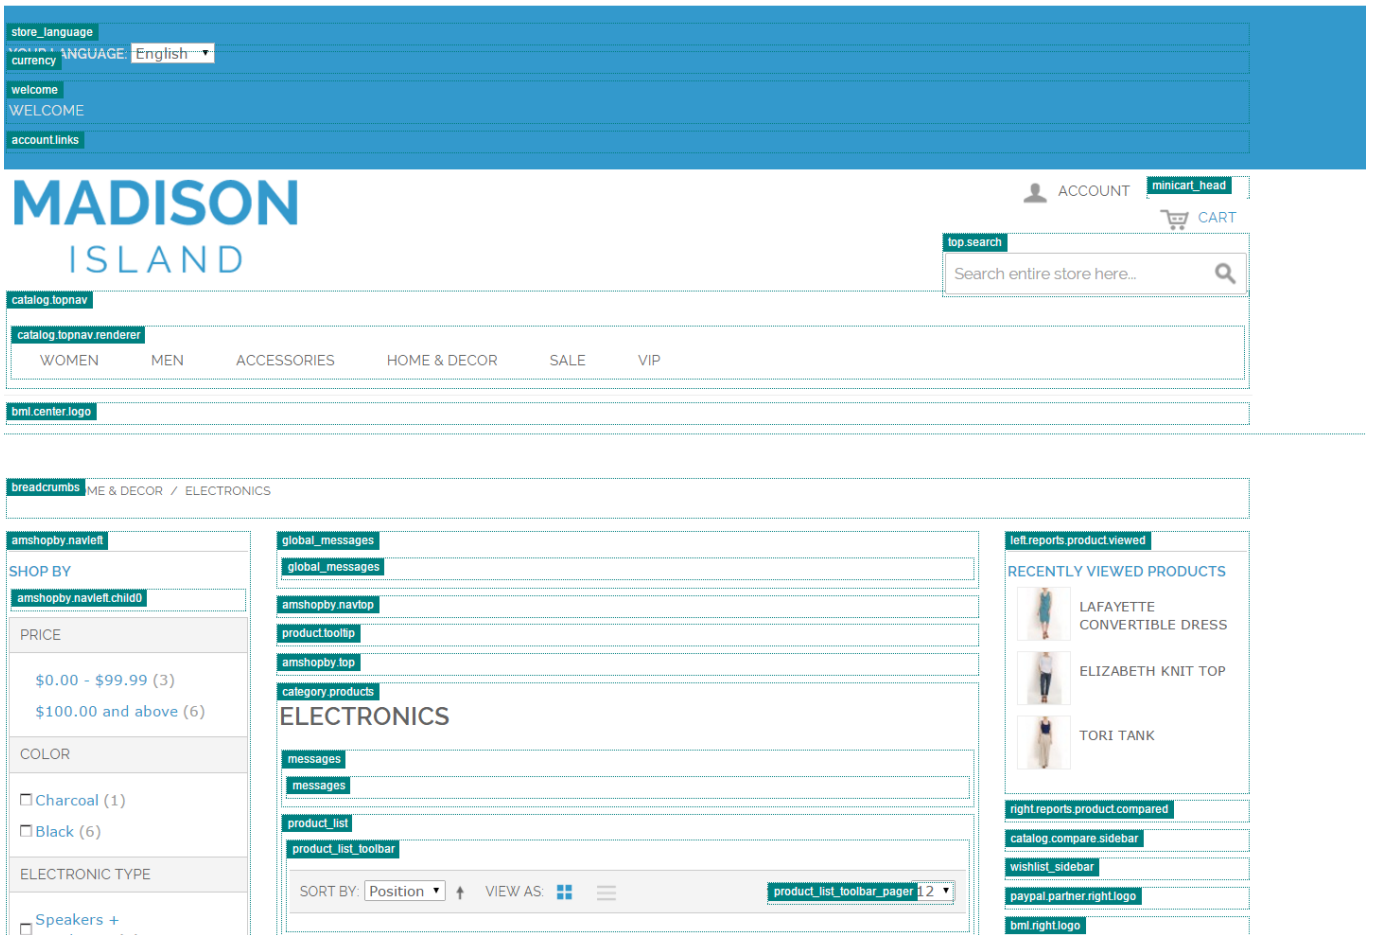 store_language
YOUR LANGUAGE: English
currency
welcome
WELCOME
account.links
MADISON
ISLAND
ACCOUNT
minicart_head
CART
top.search
Search entire store here...
catalog.topnav
catalog.topnav.renderer
WOMEN MEN ACCESSORIES HOME & DECOR SALE VIP
bml.center.logo
breadcrumbs
ME & DECOR / ELECTRONICS
amshopby.navleft
SHOP BY
amshopby.navleft.child0
PRICE
$0.00 - $99.99 (3)
$100.00 and above (6)
COLOR
Charcoal (1)
Black (6)
ELECTRONIC TYPE
Speakers +
global_messages
global_messages
amshopby.navtop
product.tooltip
amshopby.top
category.products
ELECTRONICS
messages
messages
product_list
product_list_toolbar
SORT BY: Position VIEW AS: product_list_toolbar_pager 12
left.reports.product.viewed
RECENTLY VIEWED PRODUCTS
LAFAYETTE
CONVERTIBLE DRESS
ELIZABETH KNIT TOP
TORI TANK
right.reports.product.compared
catalog.compare.sidebar
wishlist_sidebar
paypal.partner.right.logo
bml.right.logo